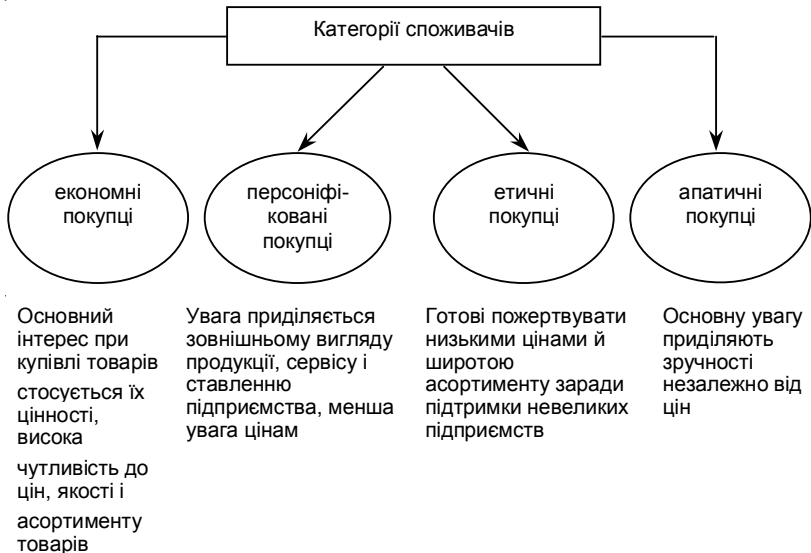 Категорії споживачів
економні
покупці
персоніфі-
ковані
покупці
етичні
покупці
апатичні
покупці
Основний
інтерес при
купівлі товарів
стосується їх
цінності,
висока
чутливість до
цін, якості і
асортименту
товарів
Увага приділяється
зовнішньому вигляду
продукції, сервісу і
ставленню
підприємства, менша
увага цінам
Готові пожертвувати
низькими цінами й
широтою
асортименту заради
підтримки невеликих
підприємств
Основну увагу
приділяють
зручності
незалежно від
цін